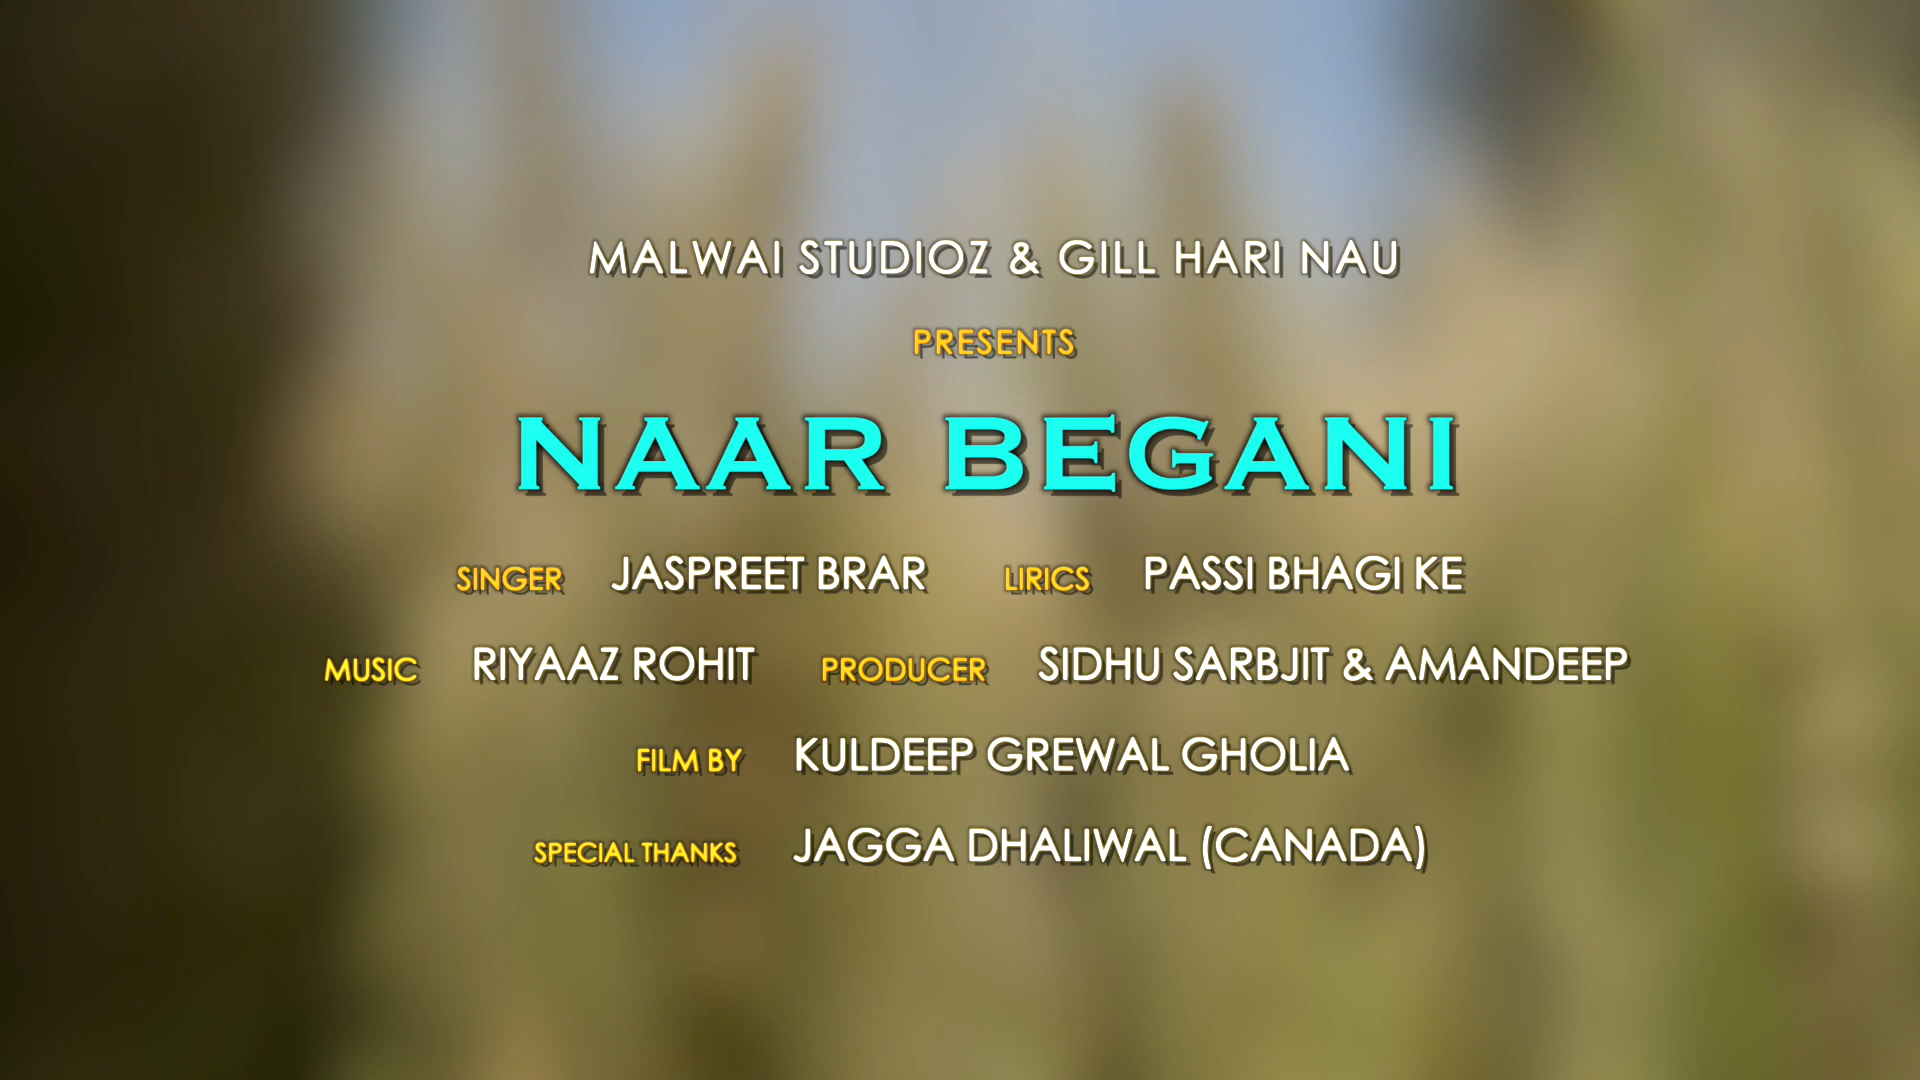 MALWAI STUDIOZ & GILL HARI NAU
PRESENTS
NAAR BEGANI
SINGER JASPREET BRAR LIRICS PASSI BHAGI KE
MUSIC RIYAAZ ROHIT PRODUCER SIDHU SARBJIT & AMANDEEP
FILM BY KULDEEP GREWAL GHOLIA
SPECIAL THANKS JAGGA DHALIWAL (CANADA)